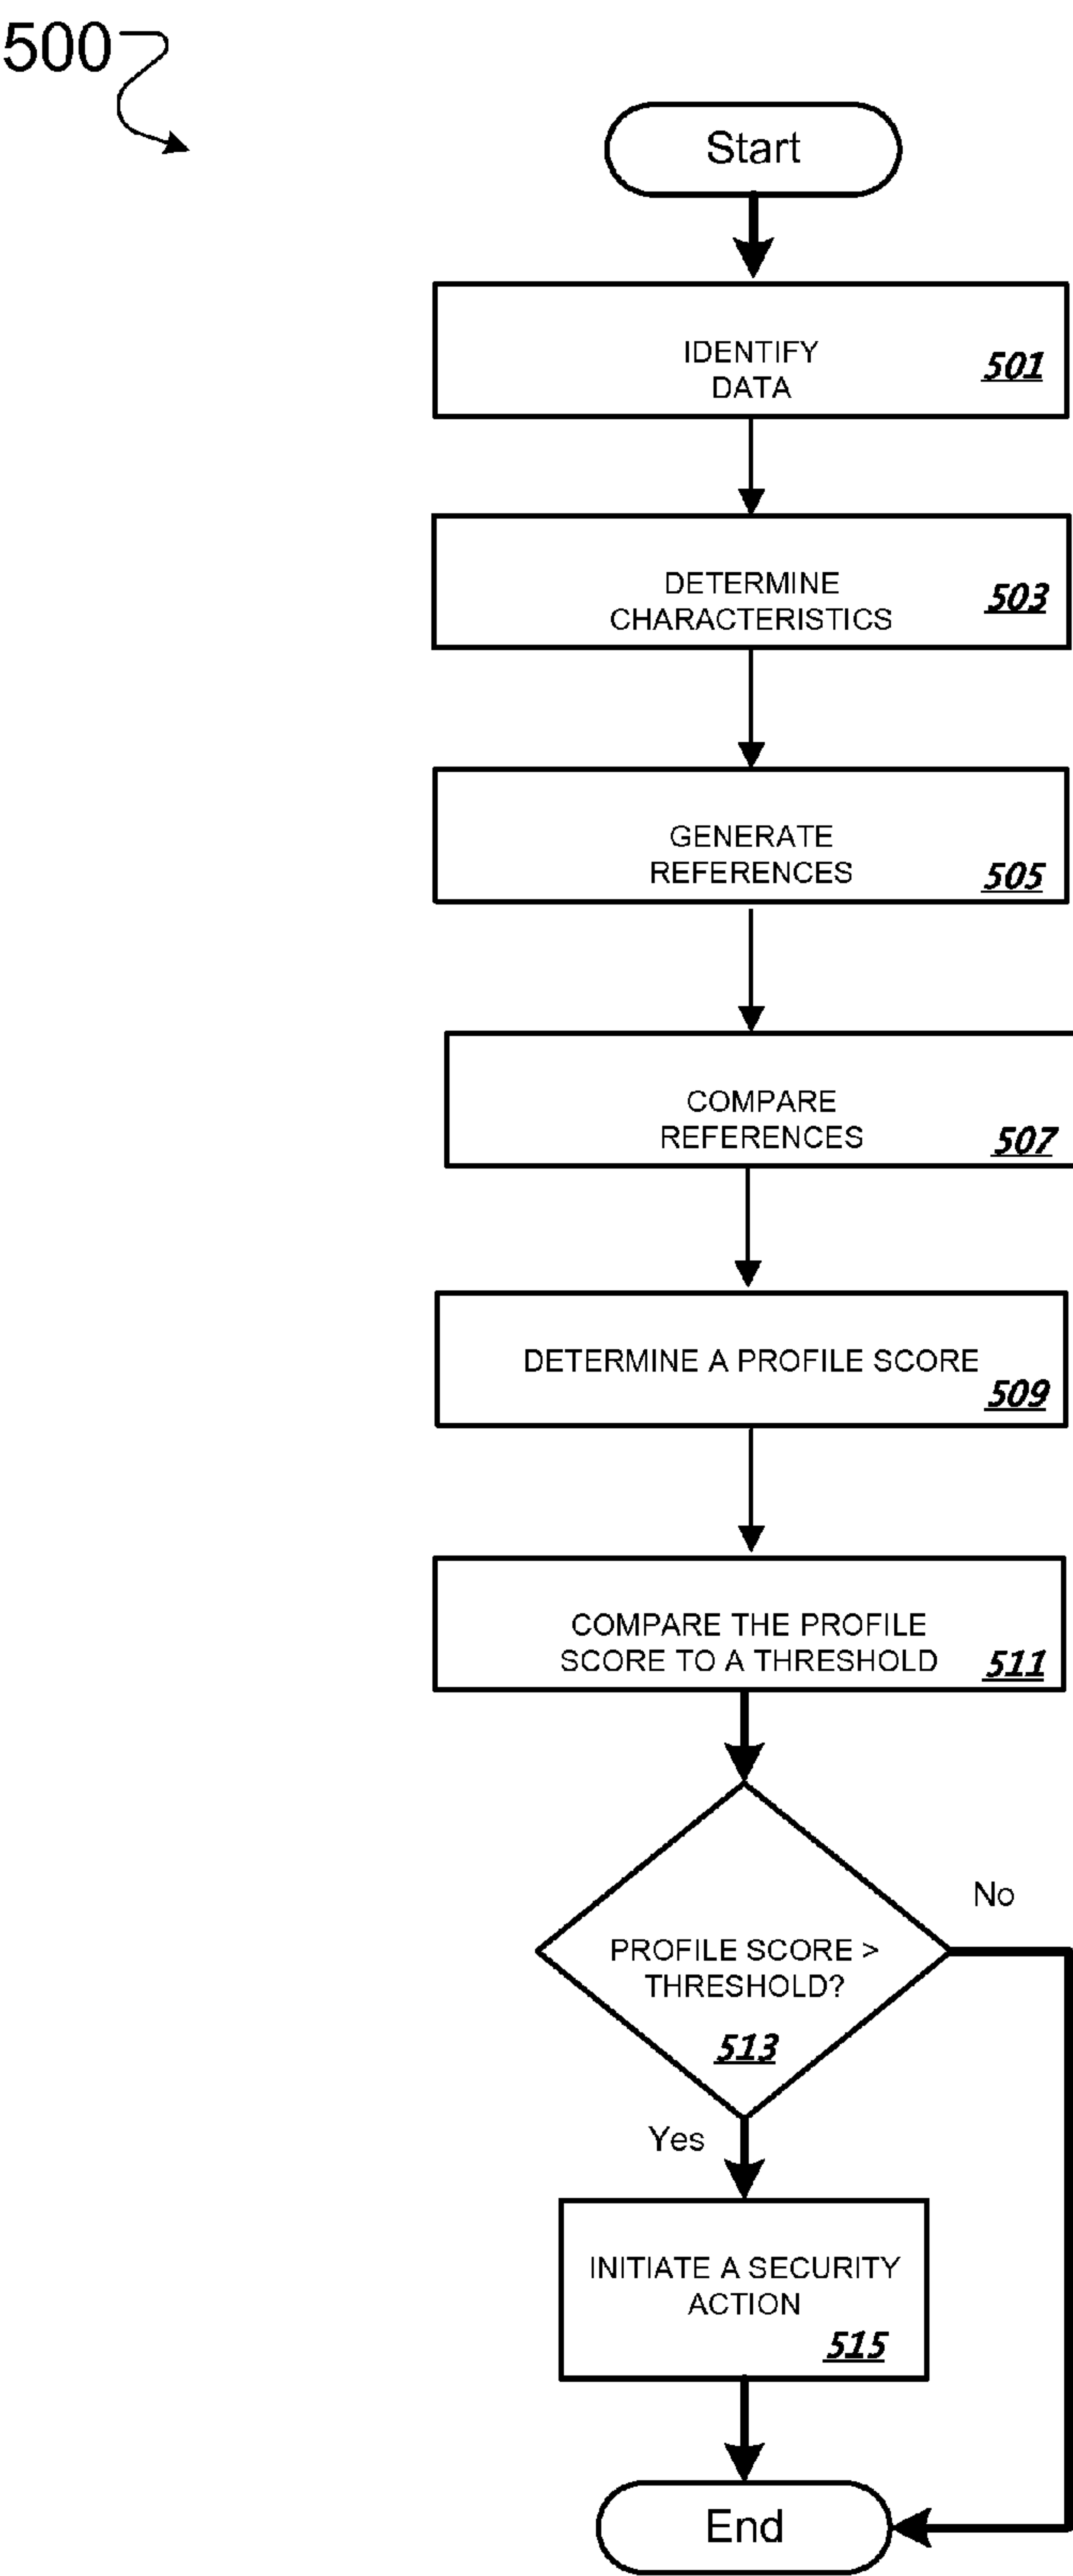 500
Start
IDENTIFY
DATA
501
DETERMINE
CHARACTERISTICS
503
GENERATE
REFERENCES
505
COMPARE
REFERENCES
507
DETERMINE A PROFILE SCORE
509
COMPARE THE PROFILE
SCORE TO A THRESHOLD
511
No
PROFILE SCORE >
THRESHOLD?
513
Yes
INITIATE A SECURITY
ACTION
515
End